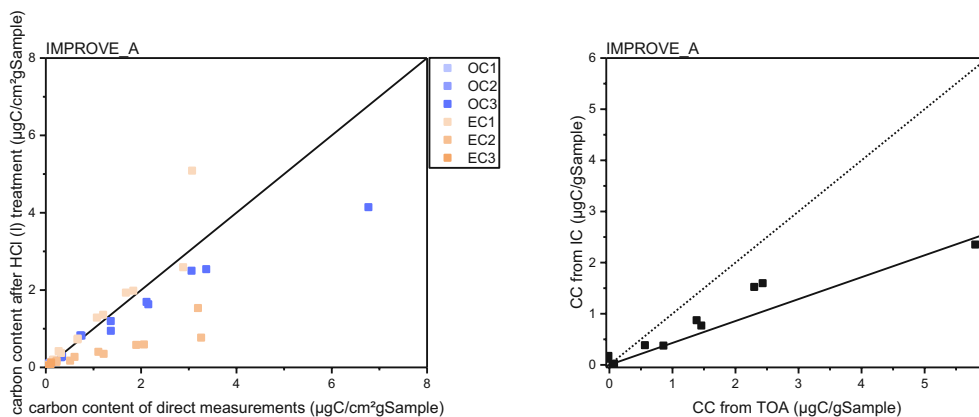 IMPROVE_A
8
6
4
2
0
0
2
4
6
8
carbon content after HCl (I) treatment (µgC/cm²gSample)
carbon content of direct measurements (µgC/cm²gSample)
OC1
OC2
OC3
EC1
EC2
EC3
IMPROVE_A
6
5
4
3
2
1
0
0
1
2
3
4
5
CC from IC (µgC/gSample)
CC from TOA (µgC/gSample)